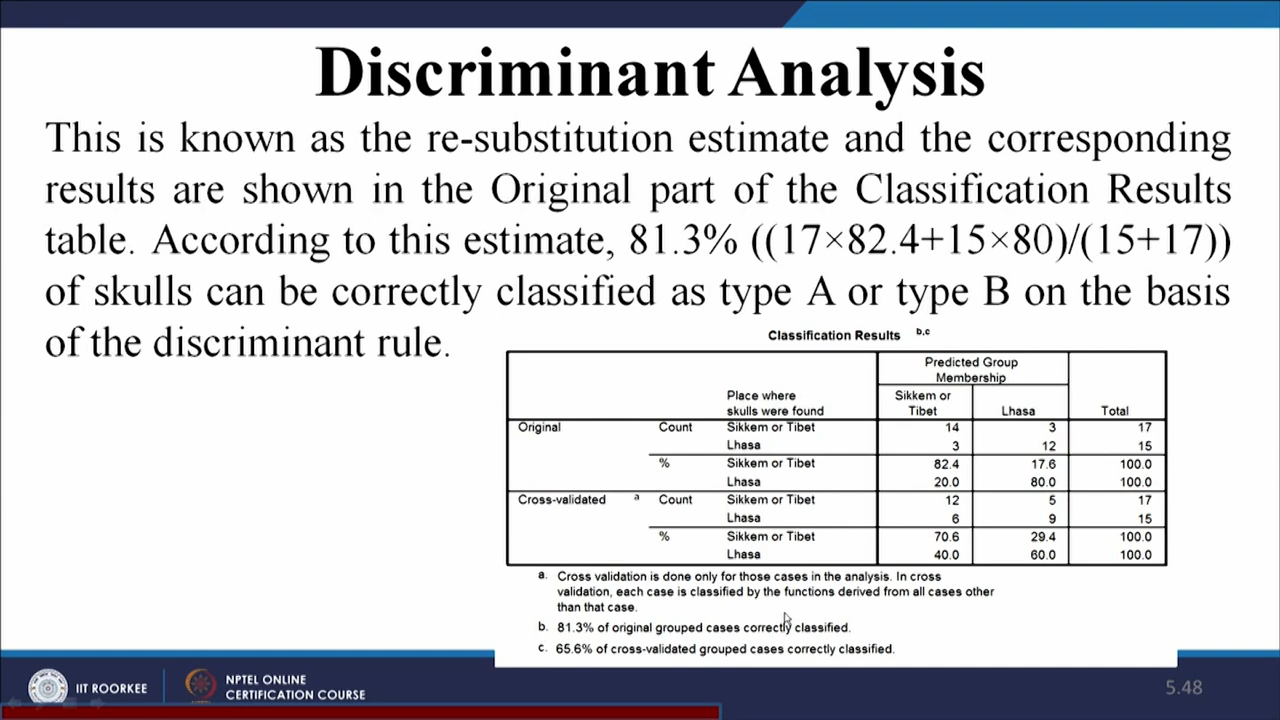 Discriminant Analysis
This is known as the re-substitution estimate and the corresponding
results are shown in the Original part of the Classification Results
table. According to this estimate, 81.3% ((17×82.4+15×80)/(15+17))
of skulls can be correctly classified as type A or type B on the basis
of the discriminant rule.
Classification Results b,c
Predicted Group
Membership
Place where
skulls were found
Sikkem or
Tibet
Lhasa
Total
Original Count Sikkem or Tibet 14 3 17
Lhasa 3 12 15
% Sikkem or Tibet 82.4 17.6 100.0
Lhasa 20.0 80.0 100.0
Cross-validated a Count Sikkem or Tibet 12 5 17
Lhasa 6 9 15
% Sikkem or Tibet 70.6 29.4 100.0
Lhasa 40.0 60.0 100.0
a. Cross validation is done only for those cases in the analysis. In cross
validation, each case is classified by the functions derived from all cases other
than that case.
b. 81.3% of original grouped cases correctly classified.
c. 65.6% of cross-validated grouped cases correctly classified.
IIT ROORKEE
NPTEL ONLINE
CERTIFICATION COURSE
5.48